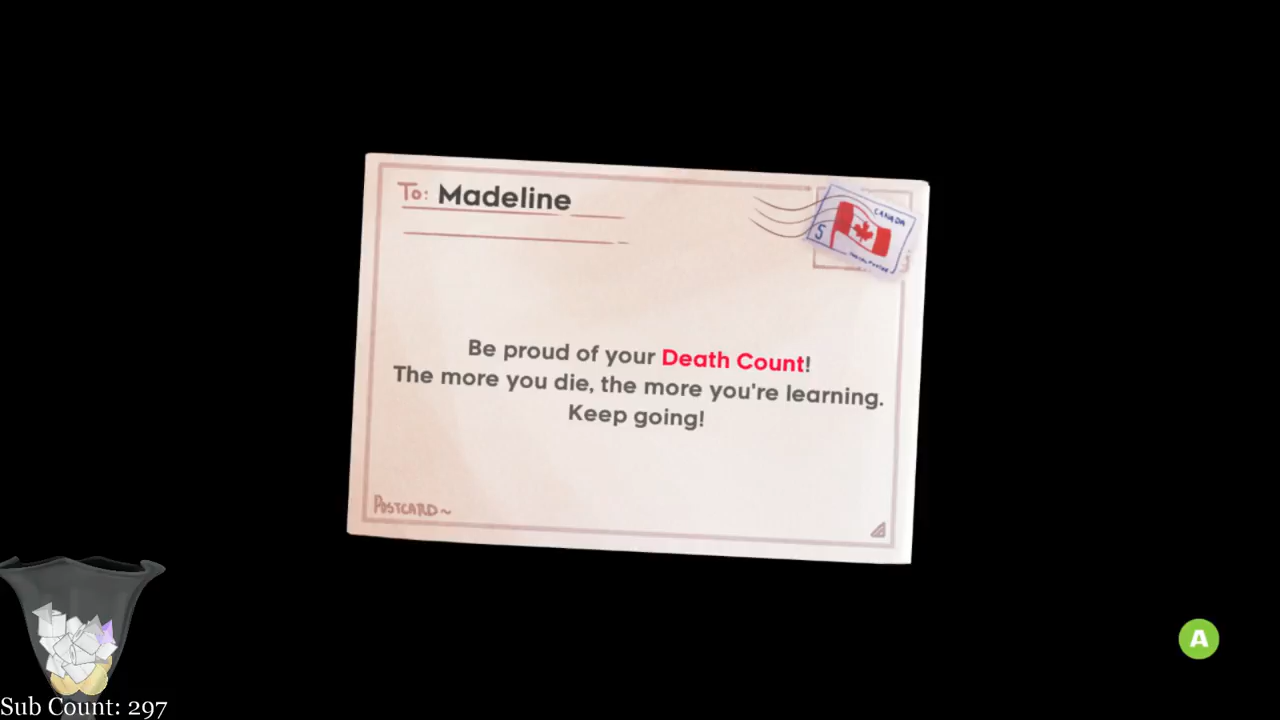 To: Madeline
CANADA
5
Be proud of your Death Count!
The more you die, the more you're learning.
Keep going!
POSTCARD~
A
Sub Count: 297